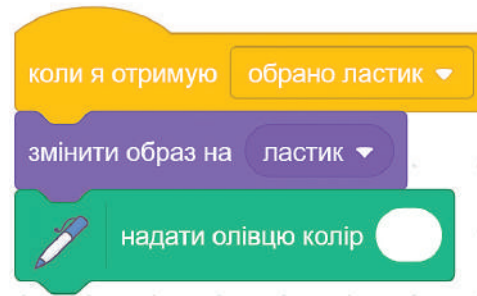 коли я отримую обрано ластик
змінити образ на ластик
надати олівцю колір